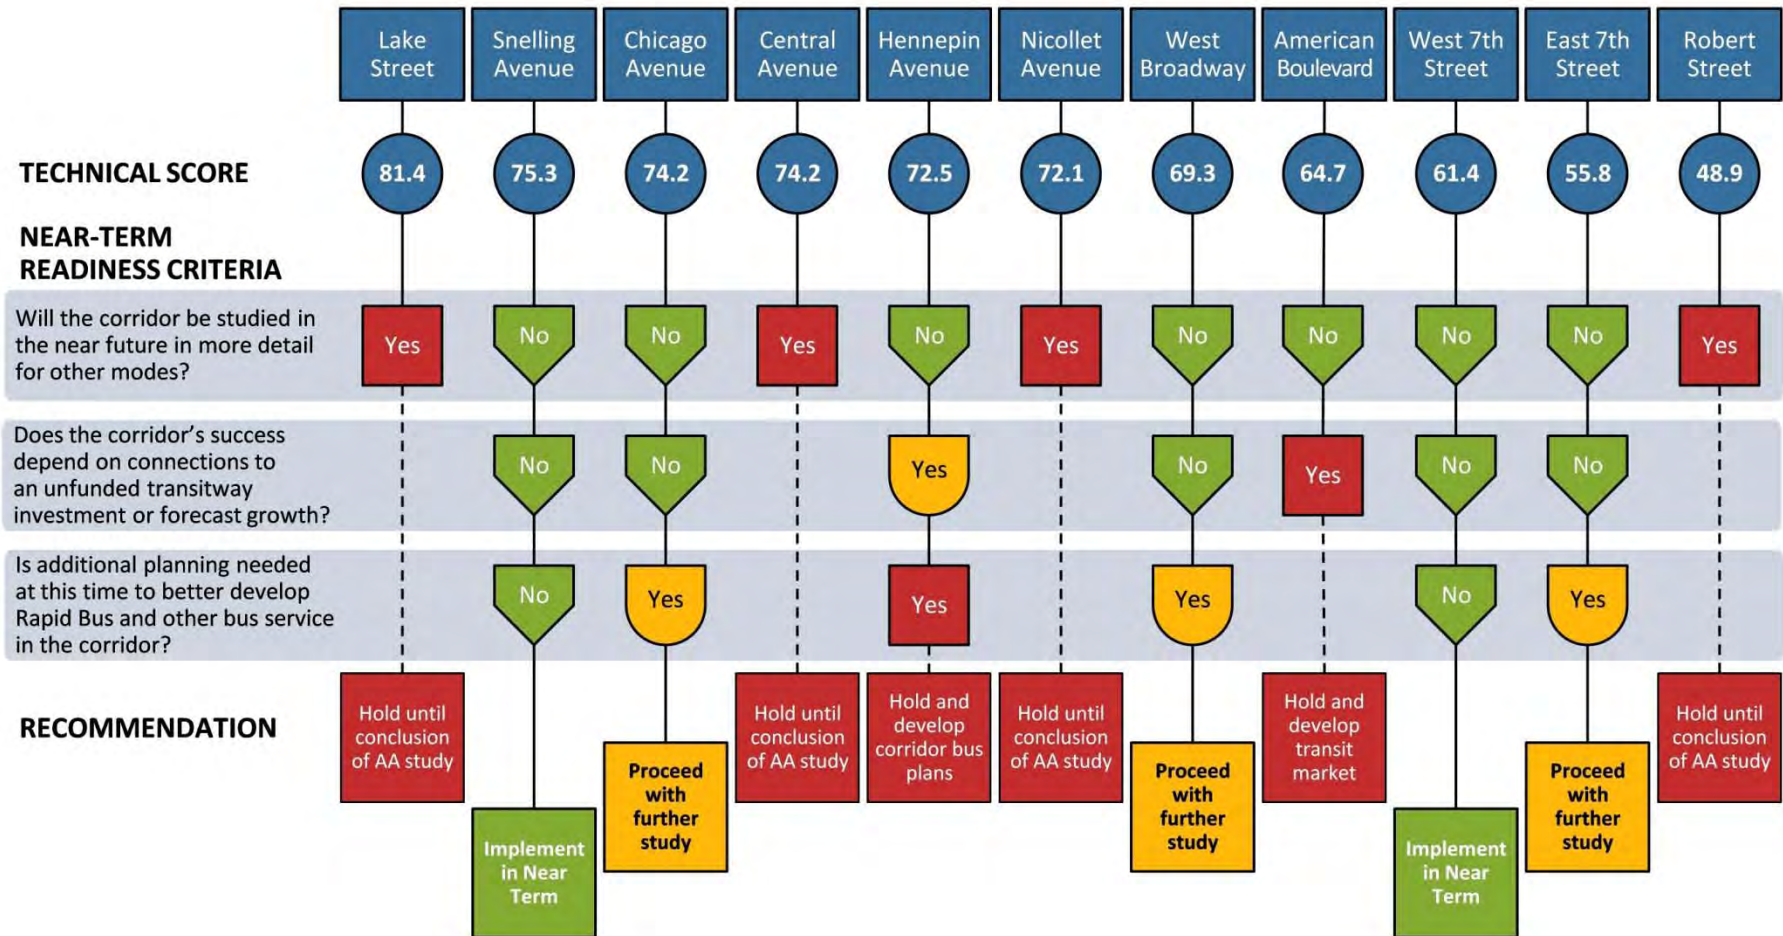 Lake
Street
Snelling
Avenue
Chicago
Avenue
Central
Avenue
Hennepin
Avenue
Nicollet
Avenue
West
Broadway
American
Boulevard
West 7th
Street
East 7th
Street
Robert
Street
TECHNICAL SCORE
81.4
75.3
74.2
74.2
72.5
72.1
69.3
64.7
61.4
55.8
48.9
NEAR-TERM
READINESS CRITERIA
Will the corridor be studied in
the near future in more detail
for other modes?
Yes
No
No
Yes
No
Yes
No
No
No
No
Yes
Does the corridor’s success
depend on connections to
an unfunded transitway
investment or forecast growth?
No
No
Yes
No
Yes
No
No
Is additional planning needed
at this time to better develop
Rapid Bus and other bus service
in the corridor?
No
Yes
Yes
Yes
No
Yes
RECOMMENDATION
Hold until
conclusion
of AA study
Implement
in Near
Term
Proceed
with
further
study
Hold until
conclusion
of AA study
Hold and
develop
corridor bus
plans
Hold until
conclusion
of AA study
Proceed
with
further
study
Hold and
develop
transit
market
Implement
in Near
Term
Proceed
with
further
study
Hold until
conclusion
of AA study